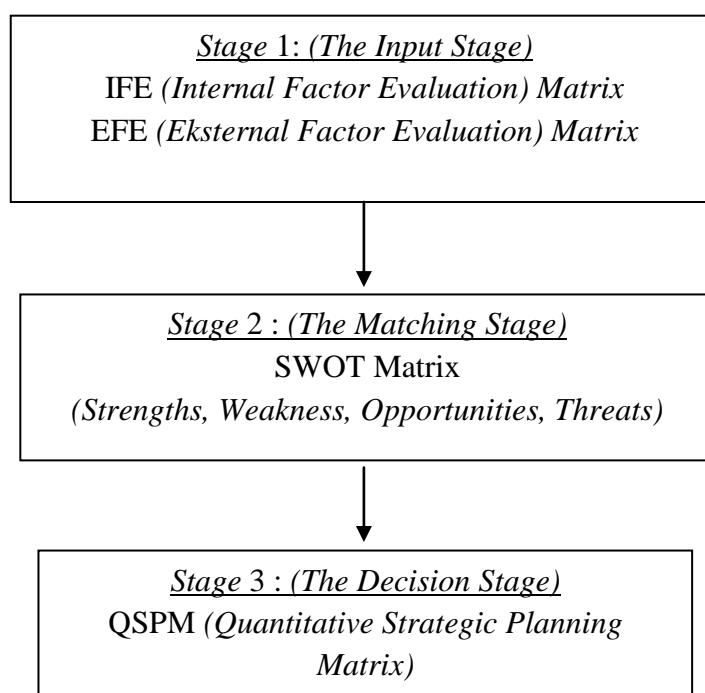 Stage 1: (The Input Stage)
IFE (Internal Factor Evaluation) Matrix
EFE (Eksternal Factor Evaluation) Matrix
Stage 2 : (The Matching Stage)
SWOT Matrix
(Strengths, Weakness, Opportunities, Threats)
Stage 3 : (The Decision Stage)
QSPM (Quantitative Strategic Planning
Matrix)